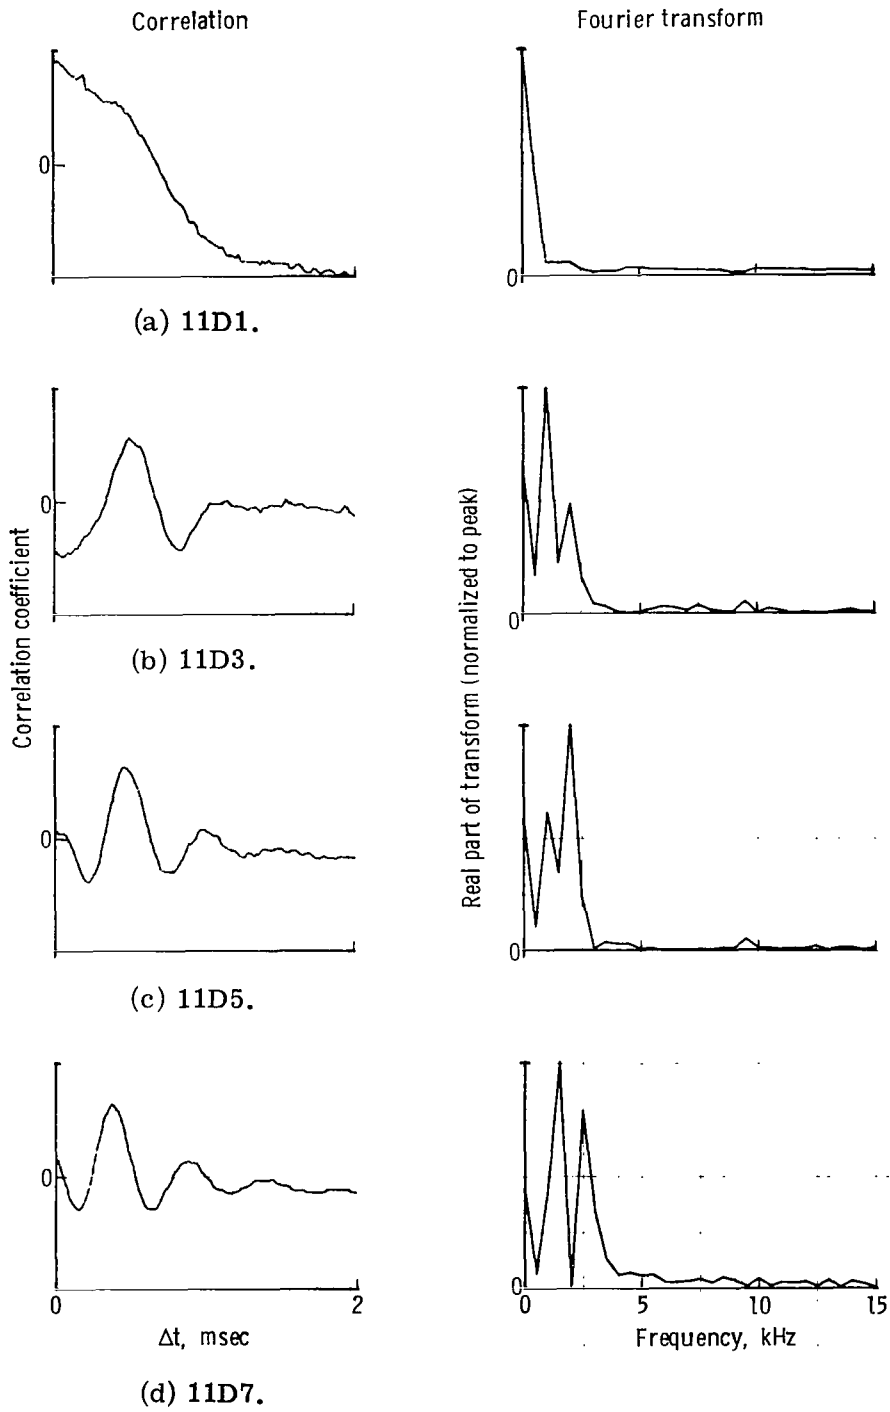 Correlation
Fourier transform
0
0
(a) 11D1.
0
0
(b) 11D3.
Correlation coefficient
Real part of transform (normalized to peak)
0
0
(c) 11D5.
0
0
0
2
0
5
10
15
Δt, msec
Frequency, kHz
(d) 11D7.